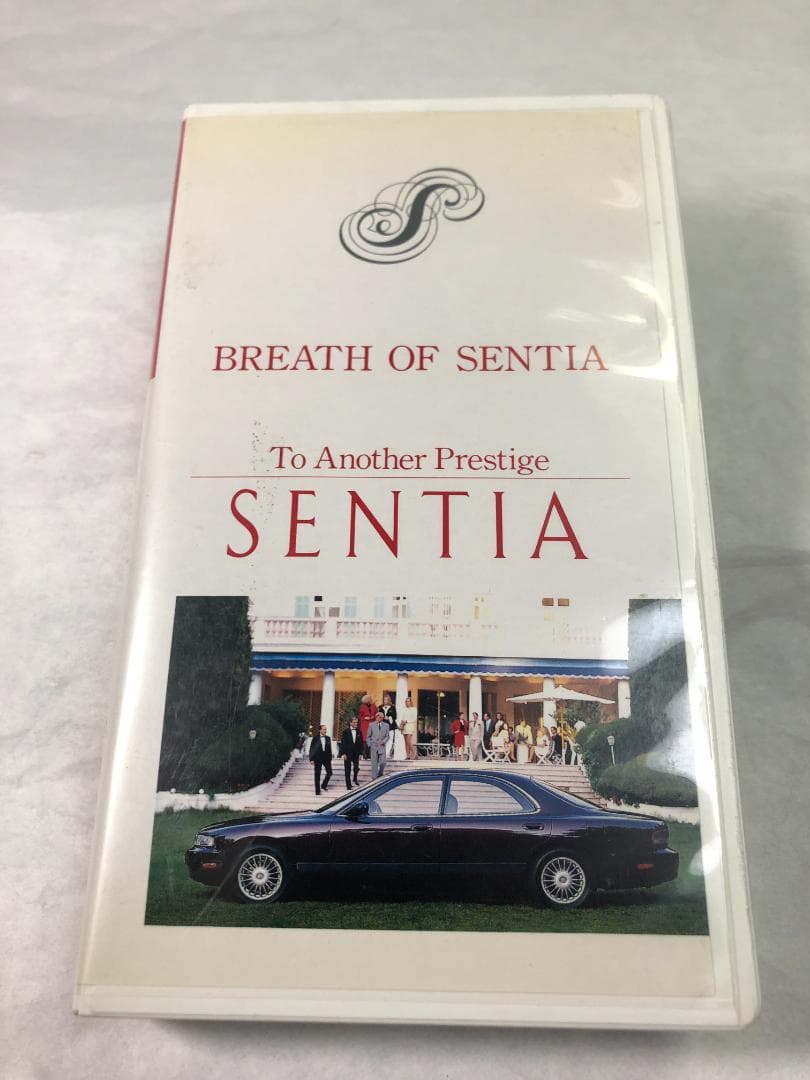 S
BREATH OF SENTIA
To Another Prestige
SENTIA